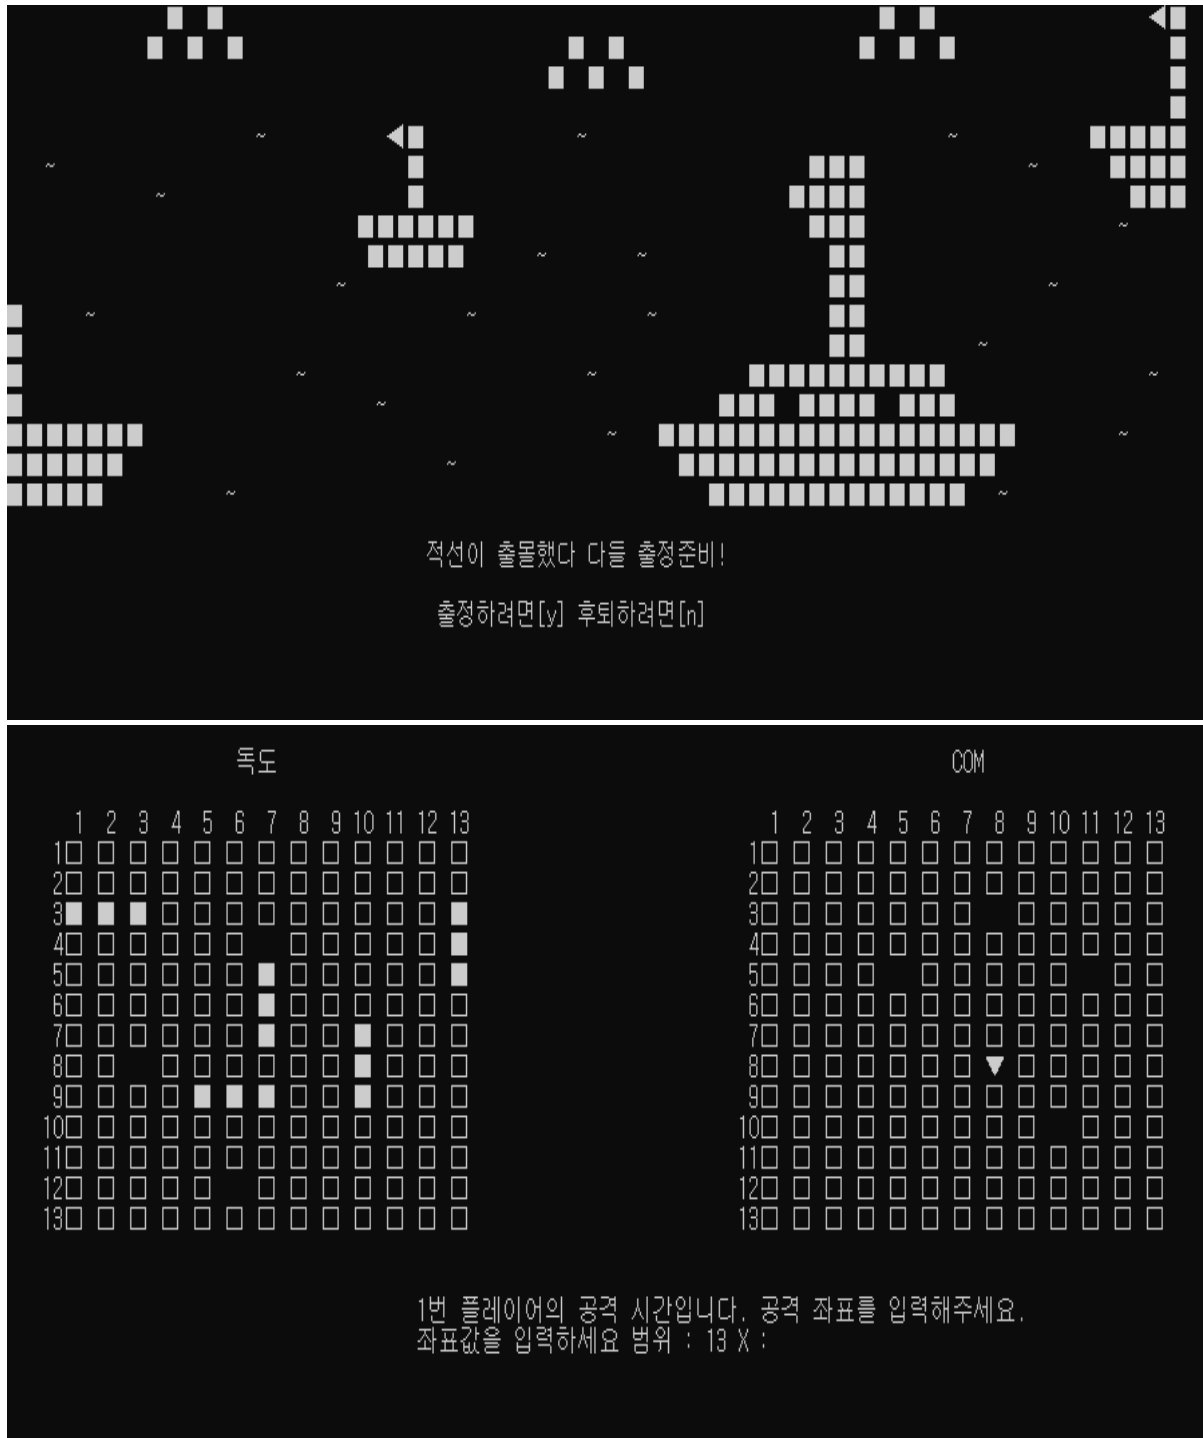 적선이 출몰했다 다들 출정준비!
출정하려면[y] 후퇴하려면[n]
독도
COM
1 2 3 4 5 6 7 8 9 10 11 12 13
1 2 3 4 5 6 7 8 9 10 11 12 13
1 1
2 2
3 3
4 4
5 5
6 6
7 7
8 8
9 9
10 10
11 11
12 12
13 13
1번 플레이어의 공격 시간입니다. 공격 좌표를 입력해주세요.
좌표값을 입력하세요 범위 : 13 X :